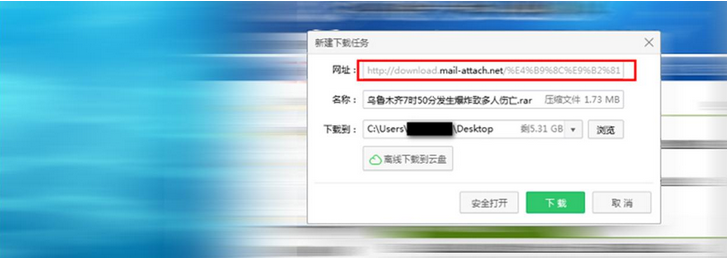 新建下载任务
网址： http://download.mail-attach.net/%E4%B9%8C%E9%B2%81
名称： 乌鲁木齐7时50分发生爆炸致多人伤亡.rar 压缩文件 1.73 MB
下载到： C:\Users\ \Desktop 剩5.31 GB 浏览
离线下载到云盘
安全打开 下载 取消